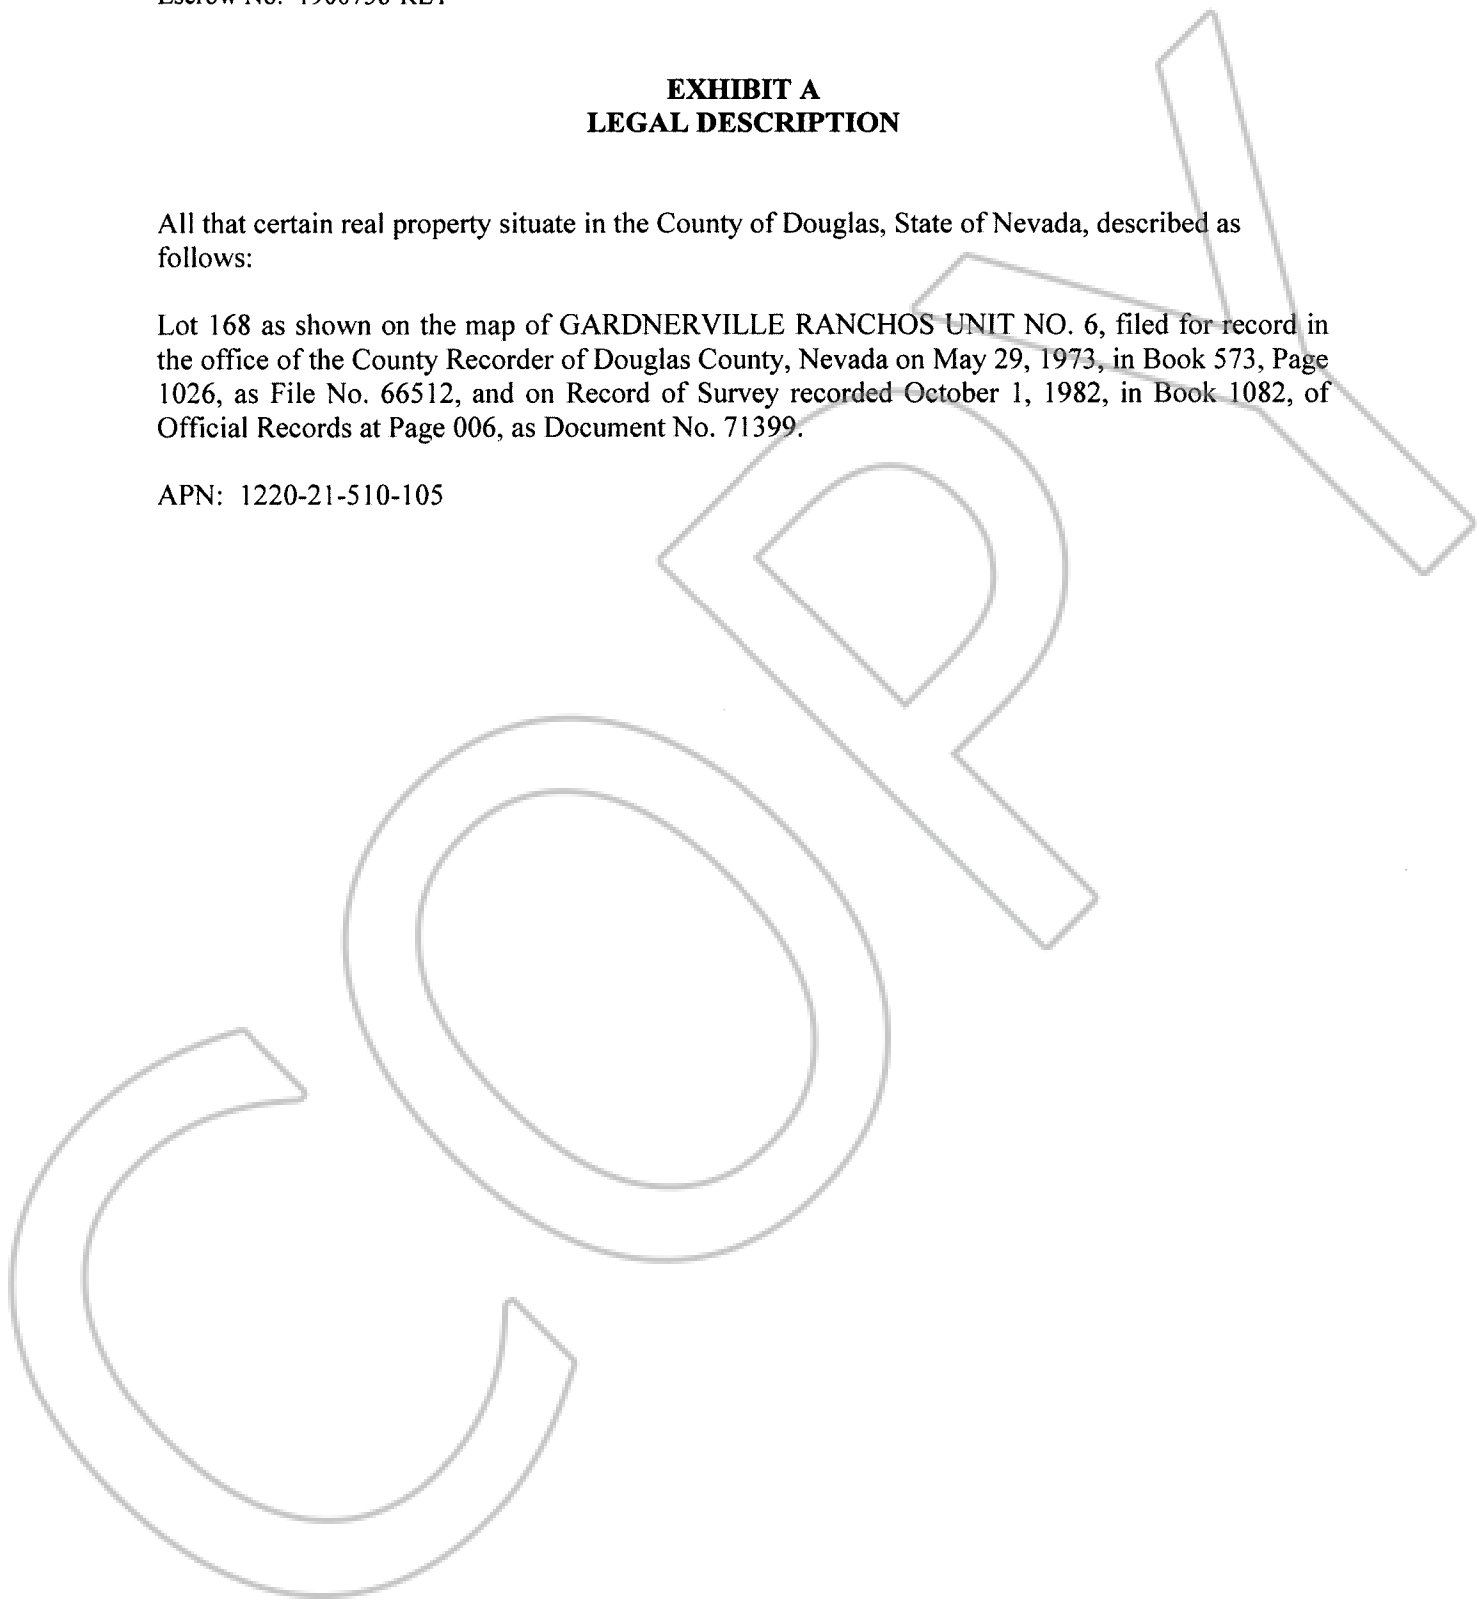 EXHIBIT A
LEGAL DESCRIPTION
All that certain real property situate in the County of Douglas, State of Nevada, described as
follows:
Lot 168 as shown on the map of GARDNERVILLE RANCHOS UNIT NO. 6, filed for record in
the office of the County Recorder of Douglas County, Nevada on May 29, 1973, in Book 573, Page
1026, as File No. 66512, and on Record of Survey recorded October 1, 1982, in Book 1082, of
Official Records at Page 006, as Document No. 71399.
APN: 1220-21-510-105
COPY